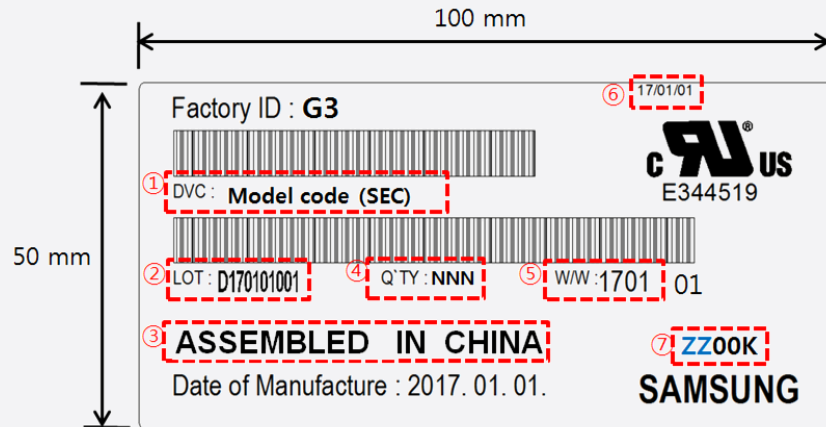 100 mm
⑥ 17/01/01
Factory ID : G3
c RU ® US
E344519
① DVC : Model code (SEC)
50 mm
② LOT : D170101001 ④ Q`TY : NNN ⑤ W/W : 1701 01
③ ASSEMBLED IN CHINA
⑦ ZZ00K
Date of Manufacture : 2017. 01. 01.
SAMSUNG